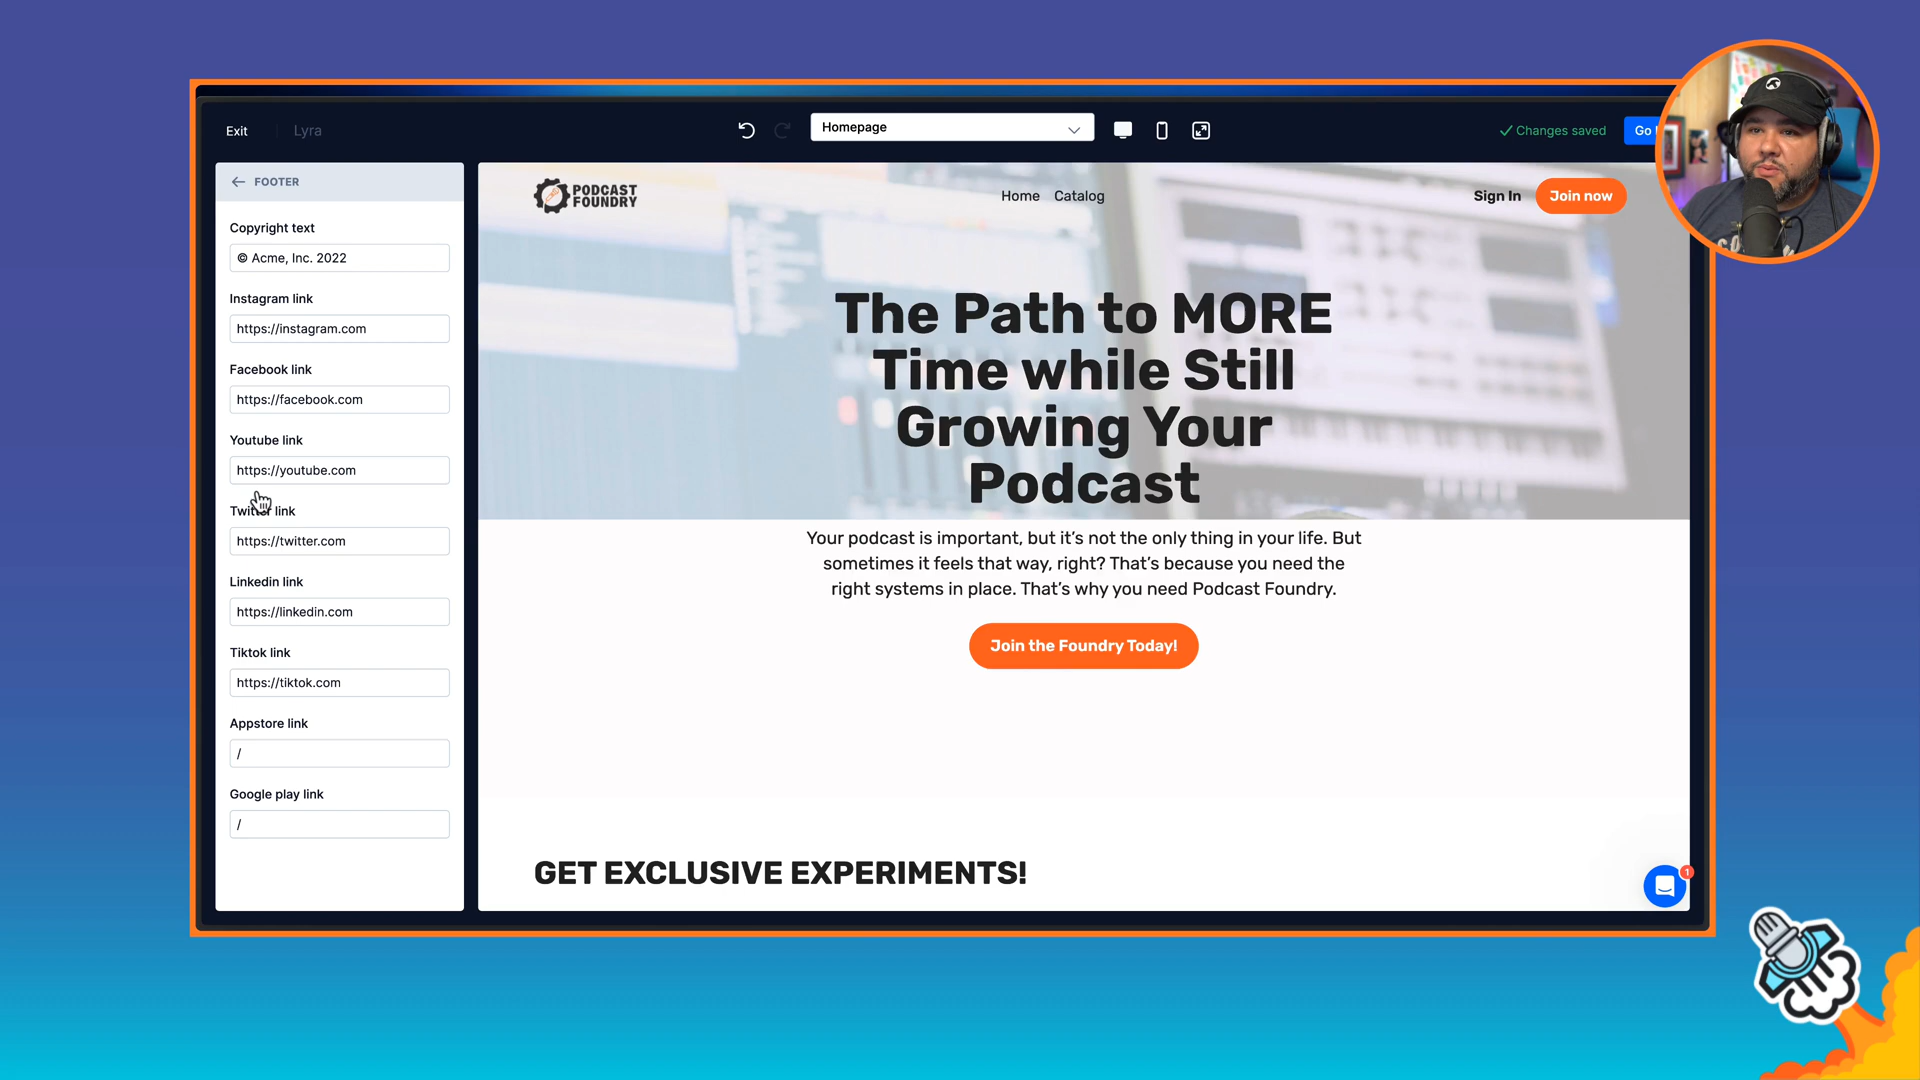 Exit
Lyra
Homepage
Changes saved
Go
FOOTER
Copyright text
© Acme, Inc. 2022
Instagram link
https://instagram.com
Facebook link
https://facebook.com
Youtube link
https://youtube.com
Twitter link
https://twitter.com
Linkedin link
https://linkedin.com
Tiktok link
https://tiktok.com
Appstore link
/
Google play link
/
PODCAST
FOUNDRY
Home
Catalog
Sign In
Join now
The Path to MORE
Time while Still
Growing Your
Podcast
Your podcast is important, but it's not the only thing in your life. But
sometimes it feels that way, right? That's because you need the
right systems in place. That's why you need Podcast Foundry.
Join the Foundry Today!
GET EXCLUSIVE EXPERIMENTS!
1